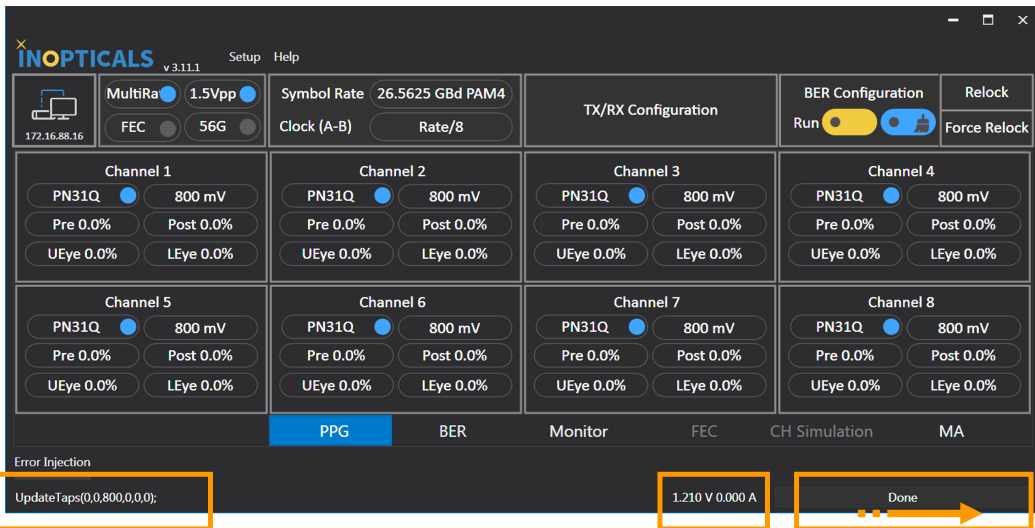 INOPTICALS v 3.11.1 Setup Help
172.16.88.16
MultiRa 1.5Vpp
FEC 56G
Symbol Rate 26.5625 GBd PAM4
Clock (A-B) Rate/8
TX/RX Configuration
BER Configuration
Run
Relock
Force Relock
Channel 1 Channel 2 Channel 3 Channel 4
PN31Q 800 mV PN31Q 800 mV PN31Q 800 mV PN31Q 800 mV
Pre 0.0% Post 0.0% Pre 0.0% Post 0.0% Pre 0.0% Post 0.0% Pre 0.0% Post 0.0%
UEye 0.0% LEye 0.0% UEye 0.0% LEye 0.0% UEye 0.0% LEye 0.0% UEye 0.0% LEye 0.0%
Channel 5 Channel 6 Channel 7 Channel 8
PN31Q 800 mV PN31Q 800 mV PN31Q 800 mV PN31Q 800 mV
Pre 0.0% Post 0.0% Pre 0.0% Post 0.0% Pre 0.0% Post 0.0% Pre 0.0% Post 0.0%
UEye 0.0% LEye 0.0% UEye 0.0% LEye 0.0% UEye 0.0% LEye 0.0% UEye 0.0% LEye 0.0%
PPG BER Monitor FEC CH Simulation MA
Error Injection
UpdateTaps(0,0,800,0,0,0); 1.210 V 0.000 A Done